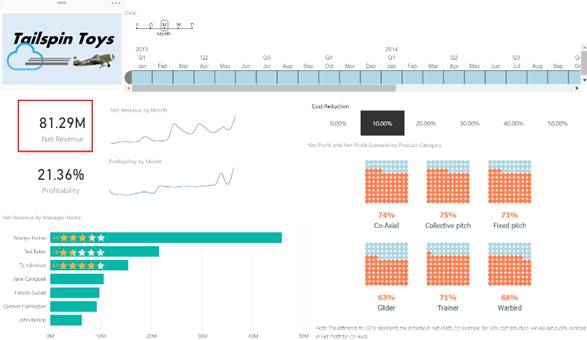 Tailspin Toys
Date
Y Q M W D
Month
2013 2014
Q1 Q2 Q3 Q4 Q1 Q2 Q3
Jan Feb Mar Apr May Jun Jul Aug Sep Oct Nov Dec Jan Feb Mar Apr May Jun Jul Aug Sep
81.29M
Net Revenue
Net Revenue by Month
21.36%
Profitability
Profitability by Month
Cost Reduction
0.00% 10.00% 20.00% 30.00% 40.00% 50.00%
Net Profit and Net Profit Scenario by Product Category
74% 75% 73%
Co-Axial Collective pitch Fixed pitch
63% 71% 68%
Glider Trainer Warbird
Net Revenue by Manager Name
Ananya Kumar
Ted Baker
Ty Johnston
Jane Campbell
Naroto Suzuki
Carmen Carrington
John
0M 10M 20M 30M 40M 50M
Note: The difference to 100% represents the increase in Net Profit. For example, for 10% cost reduction, we will get a increase
in Net Profit for Co-Axial.